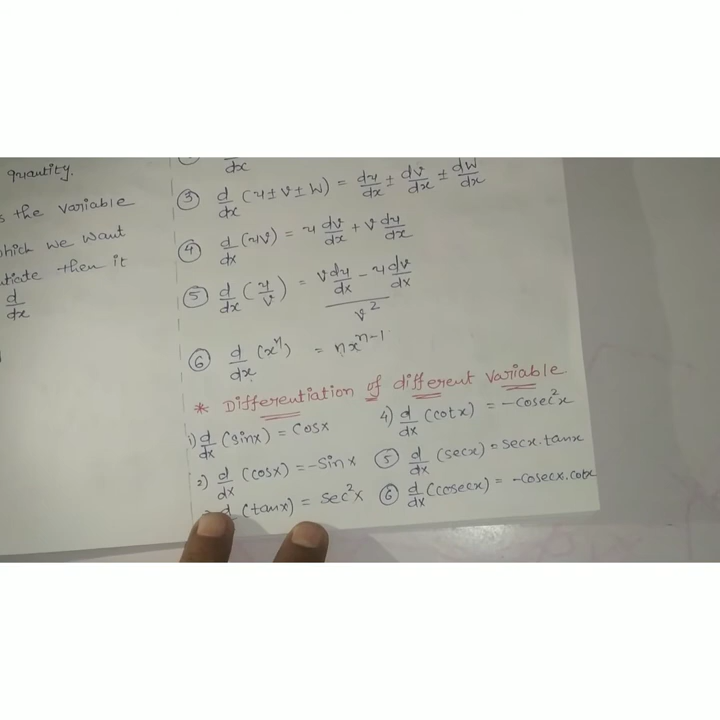 quantity.
the variable
which we want
then it
d/dx
dx
③ d/dx (u ± v ± w) = du/dx ± dv/dx ± dw/dx
④ d/dx (uv) = u dv/dx + v du/dx
⑤ d/dx (u/v) = (v du/dx - u dv/dx) / v²
⑥ d/dx (xⁿ) = nxⁿ⁻¹
* Differentiation of different variable.
1) d/dx (sinx) = cosx
2) d/dx (cosx) = -sinx
d/dx (tanx) = sec²x
4) d/dx (cotx) = -cosec²x
⑤ d/dx (secx) = secx.tanx
⑥ d/dx (cosecx) = -cosecx.cotx